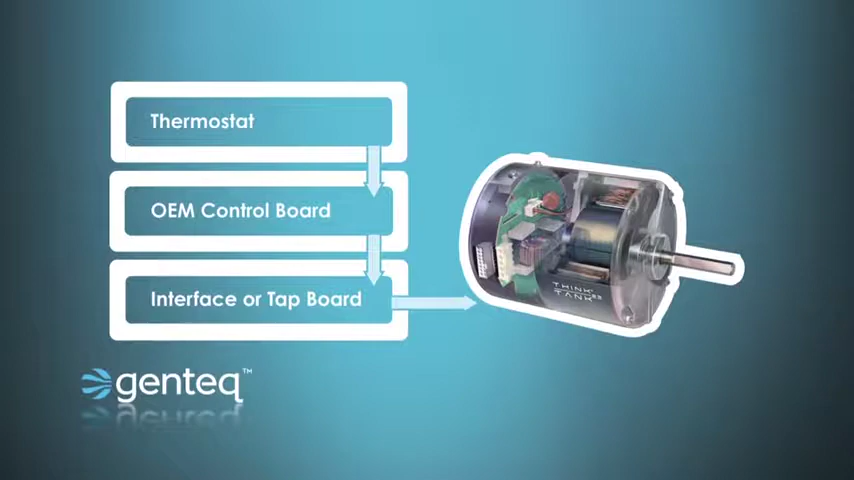 Thermostat
OEM Control Board
Interface or Tap Board
THINK
TANK
genteq™